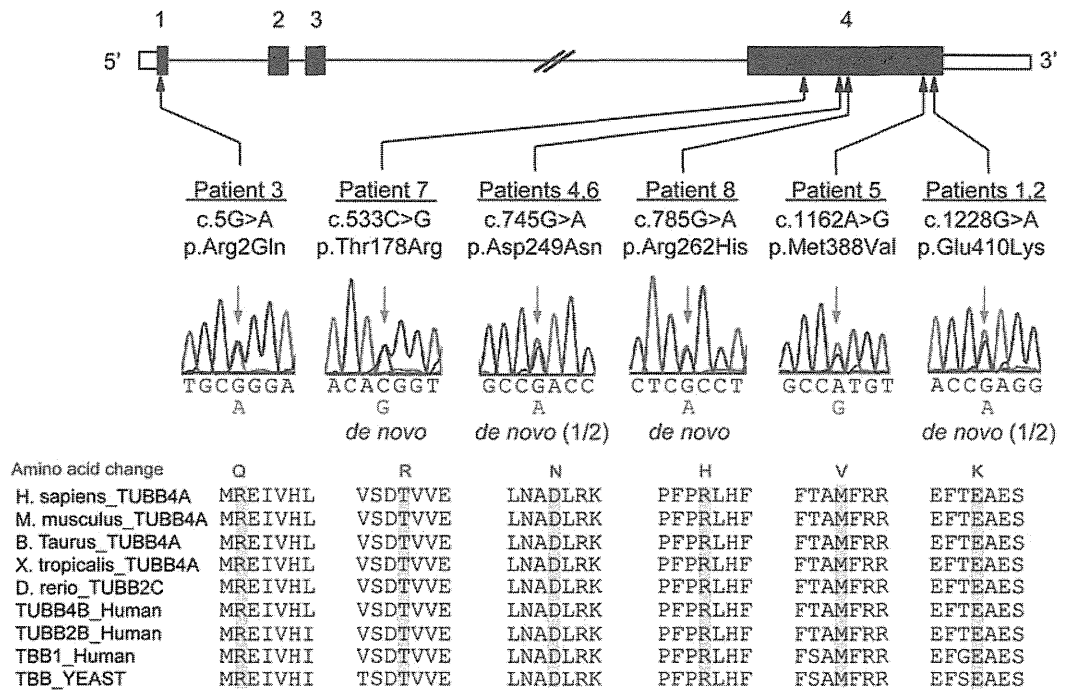 1 2 3 4
5' 3'
Patient 3 Patient 7 Patients 4,6 Patient 8 Patient 5 Patients 1,2
c.5G>A c.533C>G c.745G>A c.785G>A c.1162A>G c.1228G>A
p.Arg2Gln p.Thr178Arg p.Asp249Asn p.Arg262His p.Met388Val p.Glu410Lys
TGCGGGA ACACGGT GCCGACC CTCGCCT GCCATGT ACCGAGG
A G A A G A
de novo de novo (1/2) de novo de novo (1/2)
Amino acid change Q R N H V K
H. sapiens_TUBB4A MREIVHL VSDTVVE LNADLRK PFPRLHF FTAMFRR EFTEAES
M. musculus_TUBB4A MREIVHL VSDTVVE LNADLRK PFPRLHF FTAMFRR EFTEAES
B. Taurus_TUBB4A MREIVHL VSDTVVE LNADLRK PFPRLHF FTAMFRR EFTEAES
X. tropicalis_TUBB4A MREIVHL VSDTVVE LNADLRK PFPRLHF FTAMFRR EFTEAES
D. rerio_TUBB2C MREIVHL VSDTVVE LNADLRK PFPRLHF FTAMFRR EFTEAES
TUBB4B_Human MREIVHL VSDTVVE LNADLRK PFPRLHF FTAMFRR EFTEAES
TUBB2B_Human MREIVHI VSDTVVE LNADLRK PFPRLHF FTAMFRR EFTEAES
TBB1_Human MREIVHI VSDTVVE LNADLRK PFPRLHF FSAMFRR EFGEAES
TBB_YEAST MREIIHI TSDTVVE LNADLRK PFPRLHF FSAMFRR EFSEAES